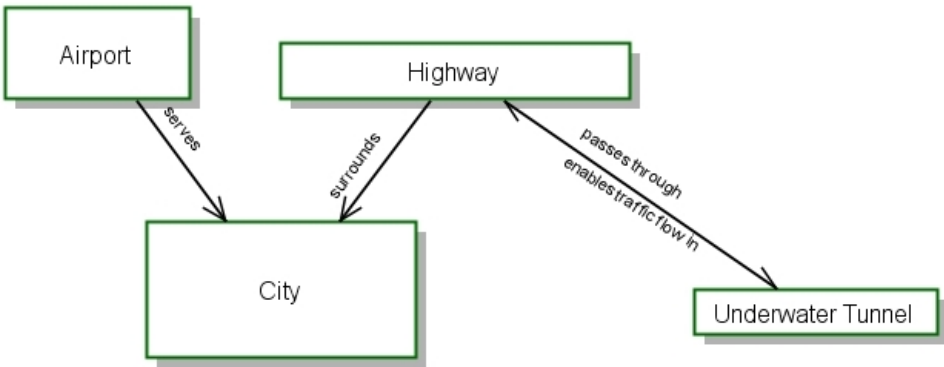 Airport
Highway
serves
surrounds
passes through
enables traffic flow in
City
Underwater Tunnel